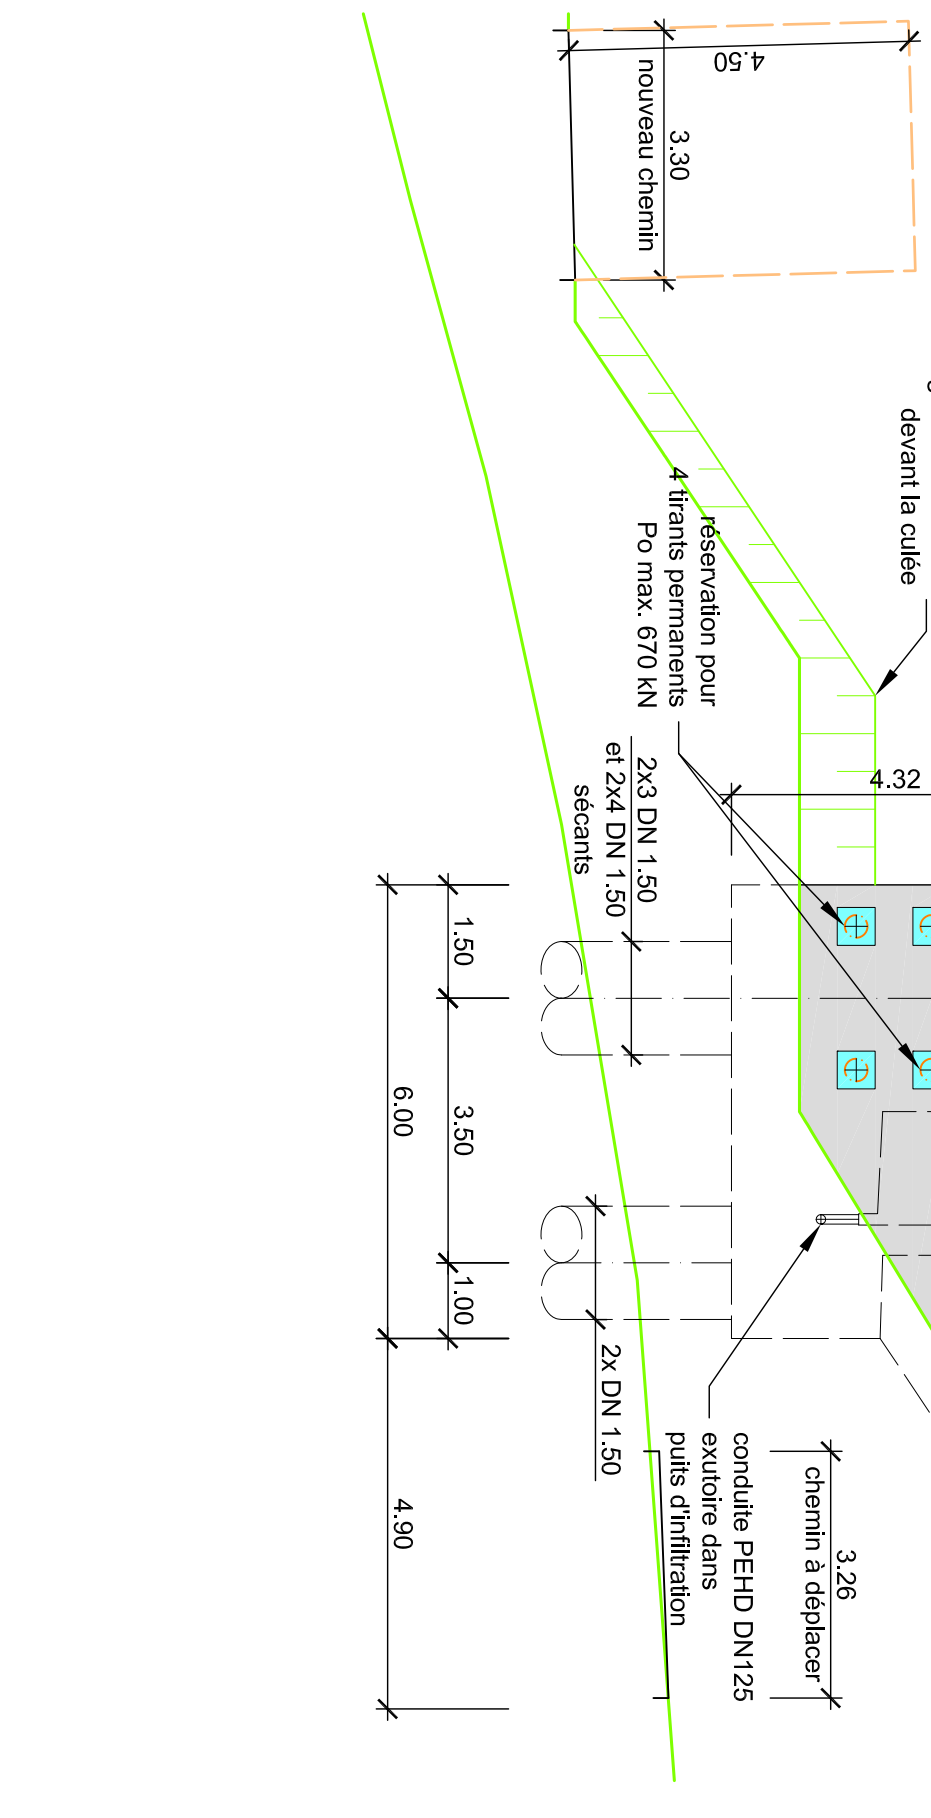 4.50
3.30
nouveau chemin
devant la culée
réservation pour
4 tirants permanents
Po max. 670 kN
4.32
2x3 DN 1.50
et 2x4 DN 1.50
sécants
1.50
3.50
6.00
1.00
2x DN 1.50
conduite PEHD DN125
exutoire dans
puits d'infiltration
3.26
chemin à déplacer
4.90